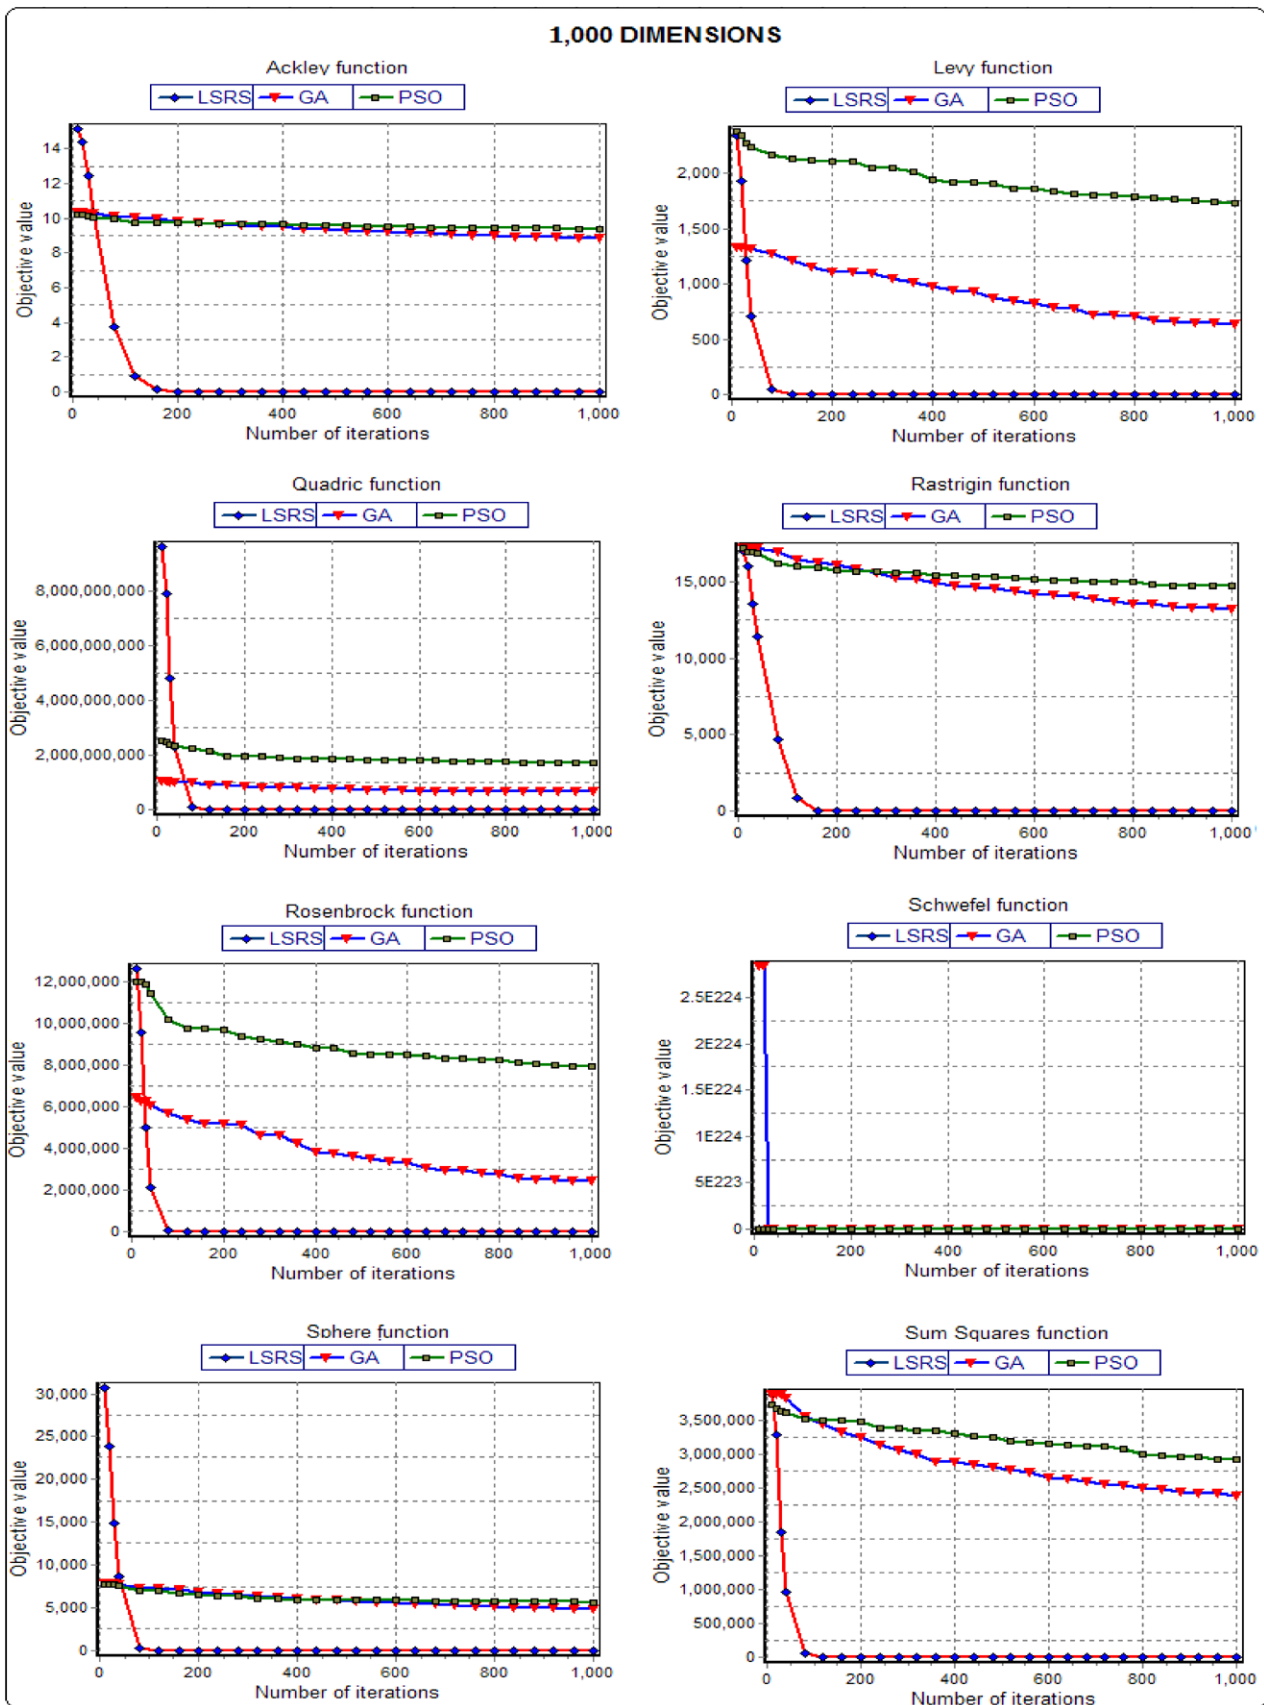 1,000 DIMENSIONS
Ackley function
LSRS GA PSO
Objective value
14
12
10
8
6
4
2
0
0 200 400 600 800 1,000
Number of iterations
Levy function
LSRS GA PSO
Objective value
2,000
1,500
1,000
500
0
0 200 400 600 800 1,000
Number of iterations
Quadric function
LSRS GA PSO
Objective value
8,000,000,000
6,000,000,000
4,000,000,000
2,000,000,000
0
0 200 400 600 800 1,000
Number of iterations
Rastrigin function
LSRS GA PSO
Objective value
15,000
10,000
5,000
0
0 200 400 600 800 1,000
Number of iterations
Rosenbrock function
LSRS GA PSO
Objective value
12,000,000
10,000,000
8,000,000
6,000,000
4,000,000
2,000,000
0
0 200 400 600 800 1,000
Number of iterations
Schwefel function
LSRS GA PSO
Objective value
2.5E224
2E224
1.5E224
1E224
5E223
0
0 200 400 600 800 1,000
Number of iterations
Sphere function
LSRS GA PSO
Objective value
30,000
25,000
20,000
15,000
10,000
5,000
0
0 200 400 600 800 1,000
Number of iterations
Sum Squares function
LSRS GA PSO
Objective value
3,500,000
3,000,000
2,500,000
2,000,000
1,500,000
1,000,000
500,000
0
0 200 400 600 800 1,000
Number of iterations